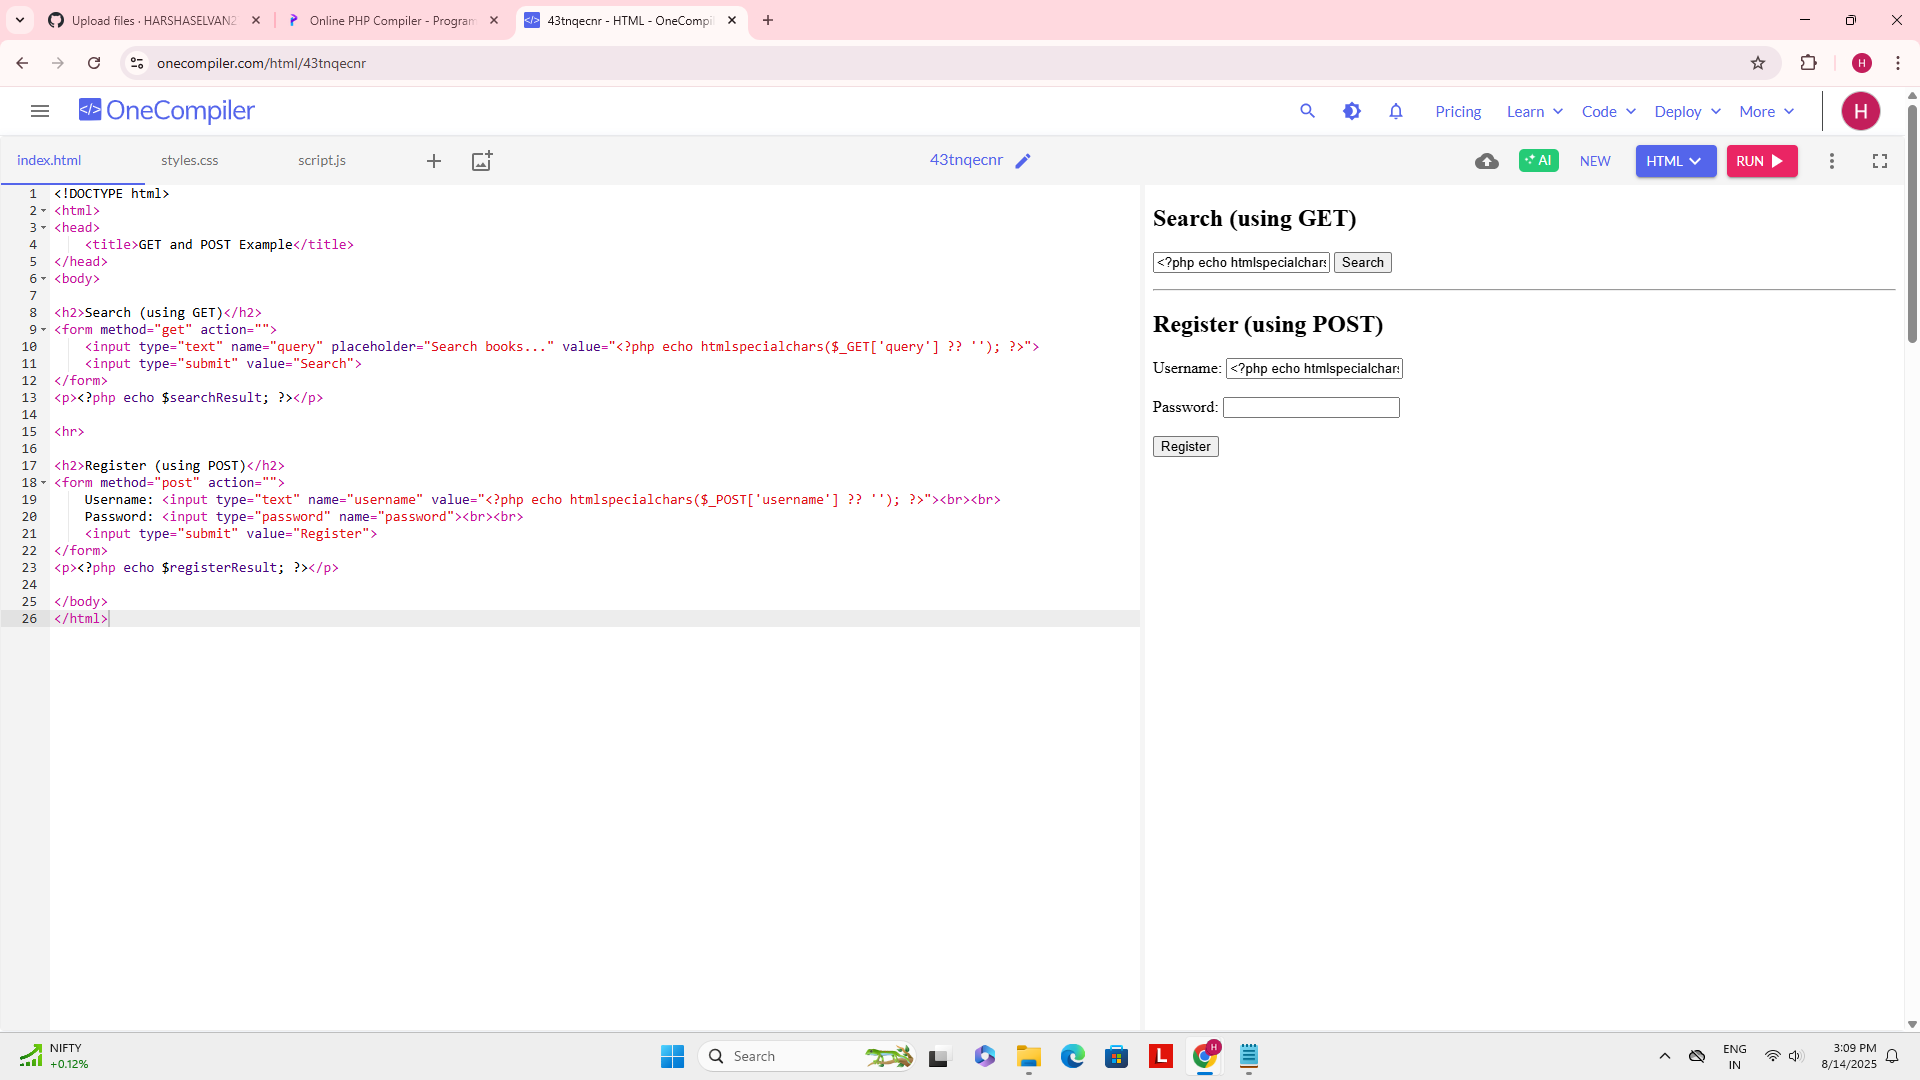 Upload files · HARSHASELVAN2
Online PHP Compiler - Program
43tnqecnr - HTML - OneCompil
onecompiler.com/html/43tnqecnr
H
</> OneCompiler
Pricing
Learn
Code
Deploy
More
H
index.html
styles.css
script.js
43tnqecnr
AI
NEW
HTML
RUN
1 <!DOCTYPE html>
2 <html>
3 <head>
4 <title>GET and POST Example</title>
5 </head>
6 <body>
7
8 <h2>Search (using GET)</h2>
9 <form method="get" action="">
10 <input type="text" name="query" placeholder="Search books..." value="<?php echo htmlspecialchars($_GET['query'] ?? ''); ?>">
11 <input type="submit" value="Search">
12 </form>
13 <p><?php echo $searchResult; ?></p>
14
15 <hr>
16
17 <h2>Register (using POST)</h2>
18 <form method="post" action="">
19 Username: <input type="text" name="username" value="<?php echo htmlspecialchars($_POST['username'] ?? ''); ?>"><br><br>
20 Password: <input type="password" name="password"><br><br>
21 <input type="submit" value="Register">
22 </form>
23 <p><?php echo $registerResult; ?></p>
24
25 </body>
26 </html>
Search (using GET)
<?php echo htmlspecialchars Search
Register (using POST)
Username: <?php echo htmlspecialchars
Password:
Register
NIFTY
+0.12%
Search
L
H
ENG
IN
3:09 PM
8/14/2025